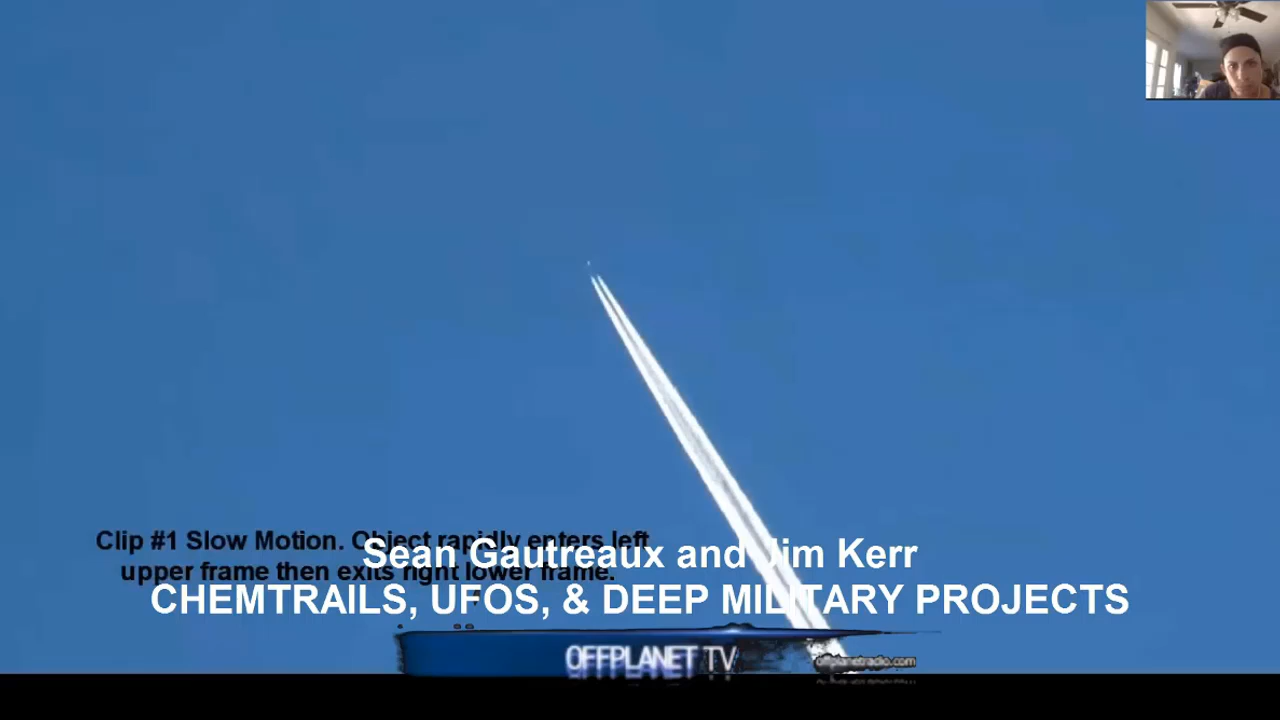 Clip #1 Slow Motion. Object rapidly enters left
upper frame then exits right lower frame.
Sean Gautreaux and Jim Kerr
CHEMTRAILS, UFOS, & DEEP MILITARY PROJECTS
OFFPLANET TV
offplanetradio.com